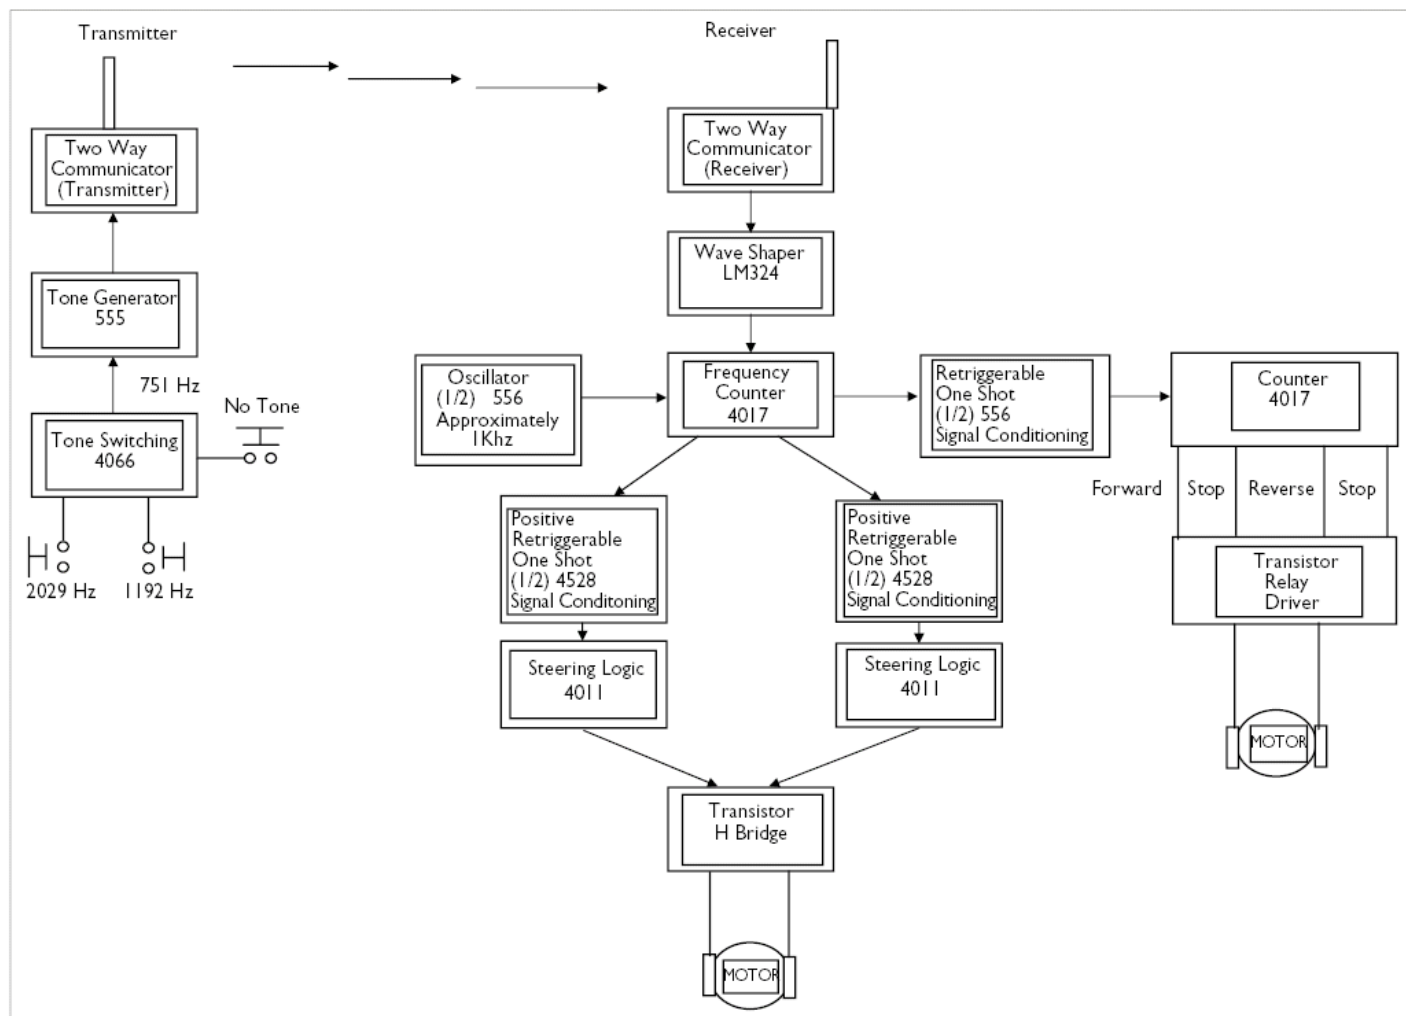 Transmitter
Receiver
Two Way
Communicator
(Transmitter)
Two Way
Communicator
(Receiver)
Wave Shaper
LM324
Tone Generator
555
751 Hz
No Tone
Tone Switching
4066
2029 Hz
1192 Hz
Oscillator
(1/2) 556
Approximately
1Khz
Frequency
Counter
4017
Retriggerable
One Shot
(1/2) 556
Signal Conditioning
Counter
4017
Forward
Stop
Reverse
Stop
Positive
Retriggerable
One Shot
(1/2) 4528
Signal Conditoning
Positive
Retriggerable
One Shot
(1/2) 4528
Signal Conditioning
Transistor
Relay
Driver
Steering Logic
4011
Steering Logic
4011
MOTOR
Transistor
H Bridge
MOTOR